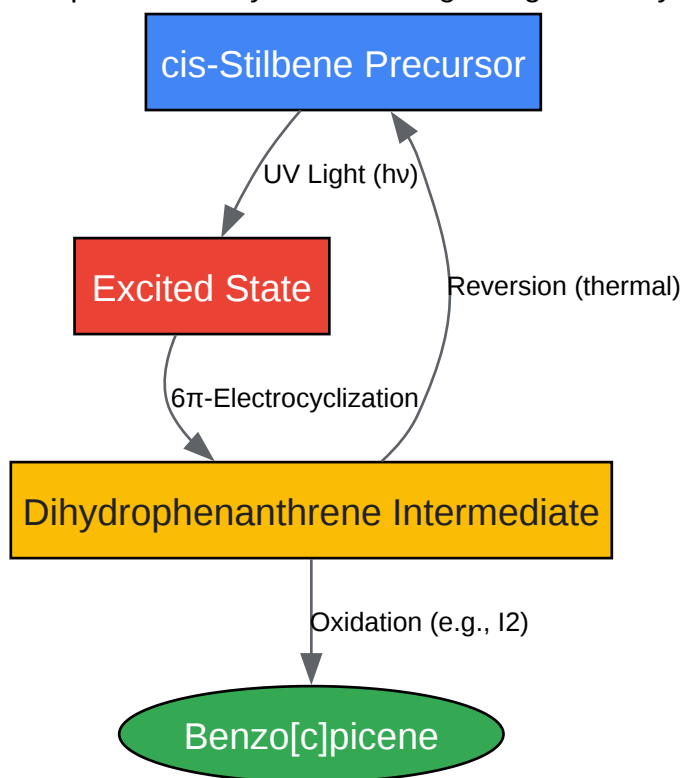 cis-Stilbene Precursor
UV Light (hν)
Excited State
Reversion (thermal)
6π-Electrocyclization
Dihydrophenanthrene Intermediate
Oxidation (e.g., I2)
Benzo[c]picene